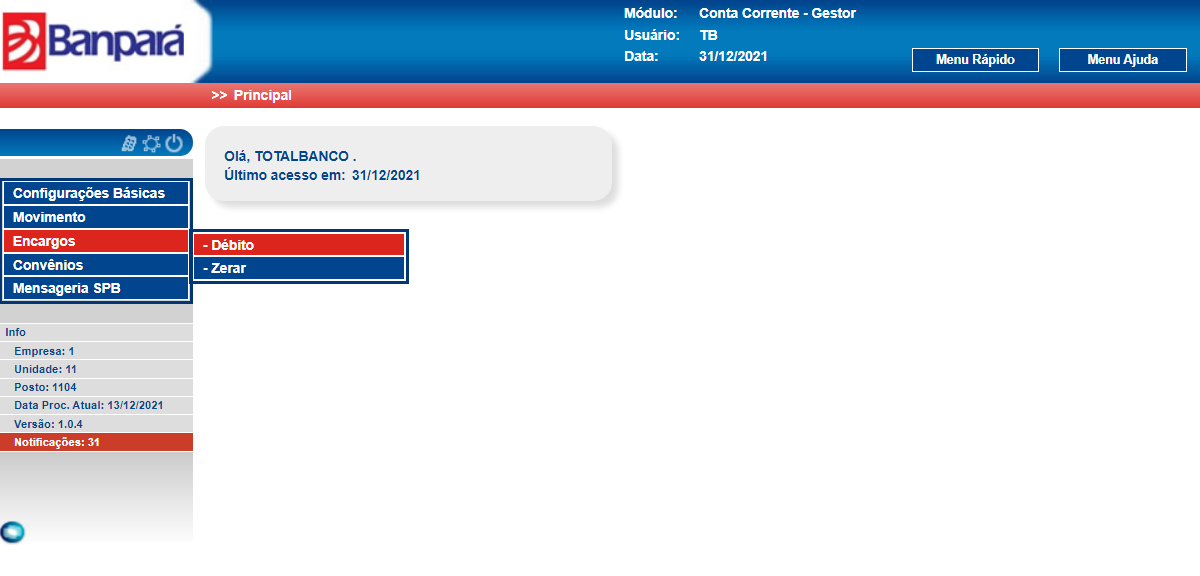 Banpará
Módulo: Conta Corrente - Gestor
Usuário: TB
Data: 31/12/2021
Menu Rápido
Menu Ajuda
>> Principal
Olá, TOTALBANCO .
Último acesso em: 31/12/2021
Configurações Básicas
Movimento
Encargos
Convênios
Mensageria SPB
- Débito
- Zerar
Info
Empresa: 1
Unidade: 11
Posto: 1104
Data Proc. Atual: 13/12/2021
Versão: 1.0.4
Notificações: 31